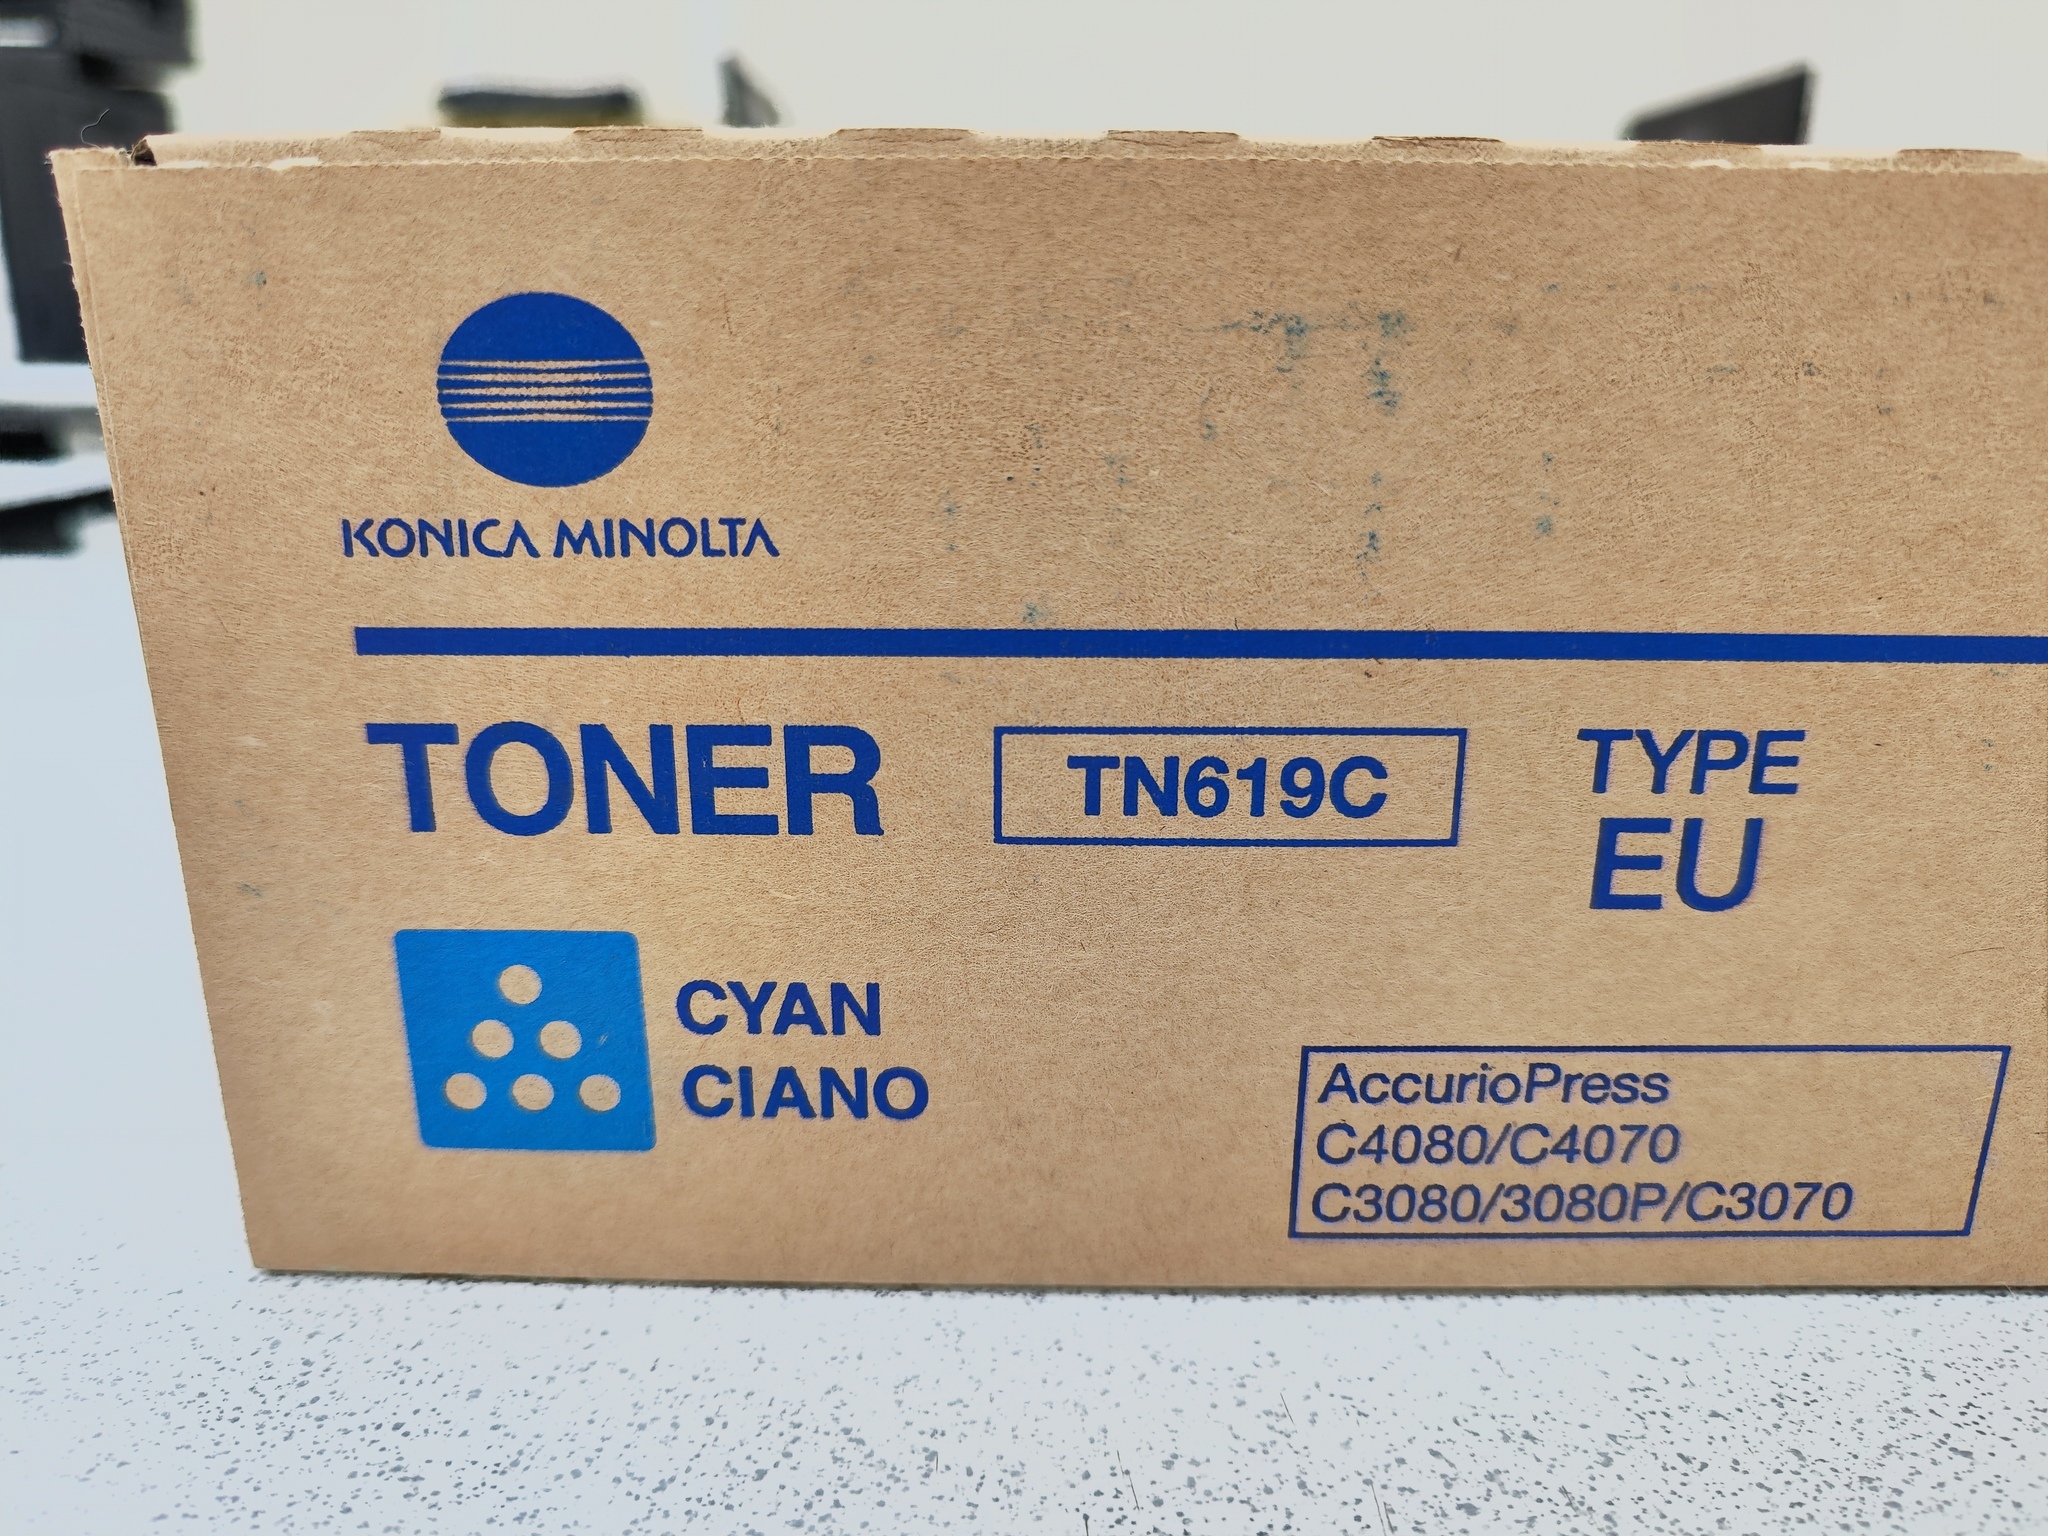 KONICA MINOLTA
TONER TN619C TYPE EU
CYAN
CIANO
AccurioPress
C4080/C4070
C3080/3080P/C3070